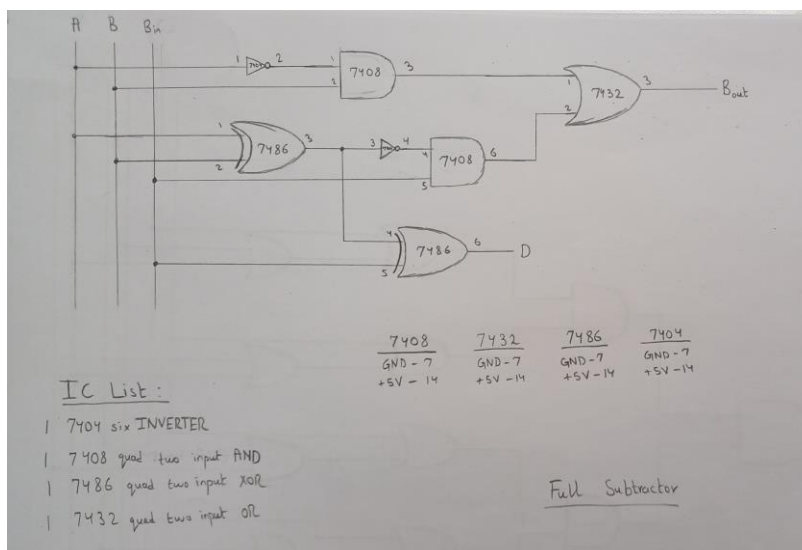 A B Bin
1 7404 2 1 2 7408 3
1 2 7432 3 Bout
1 2 7486 3 3 4 4 5 7408 6
4 5 7486 6 D
7408 7432 7486 7404
GND - 7 GND - 7 GND - 7 GND - 7
+5V - 14 +5V - 14 +5V - 14 +5V - 14
IC List :
1 7404 six INVERTER
1 7408 quad two input AND
1 7486 quad two input XOR
1 7432 quad two input OR
Full Subtractor